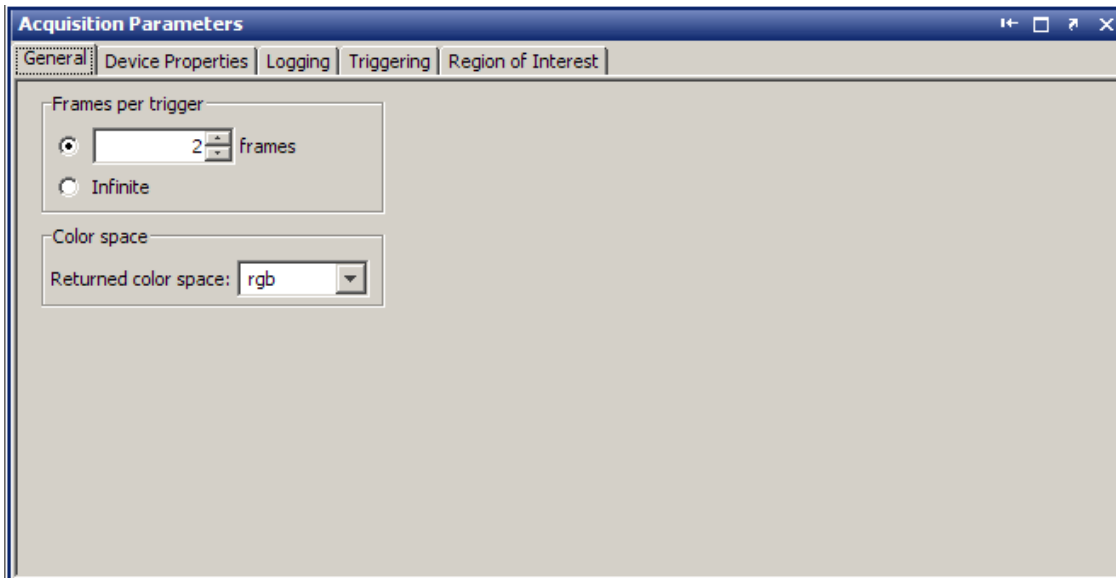 Acquisition Parameters
General Device Properties Logging Triggering Region of Interest
Frames per trigger
2 frames
Infinite
Color space
Returned color space: rgb